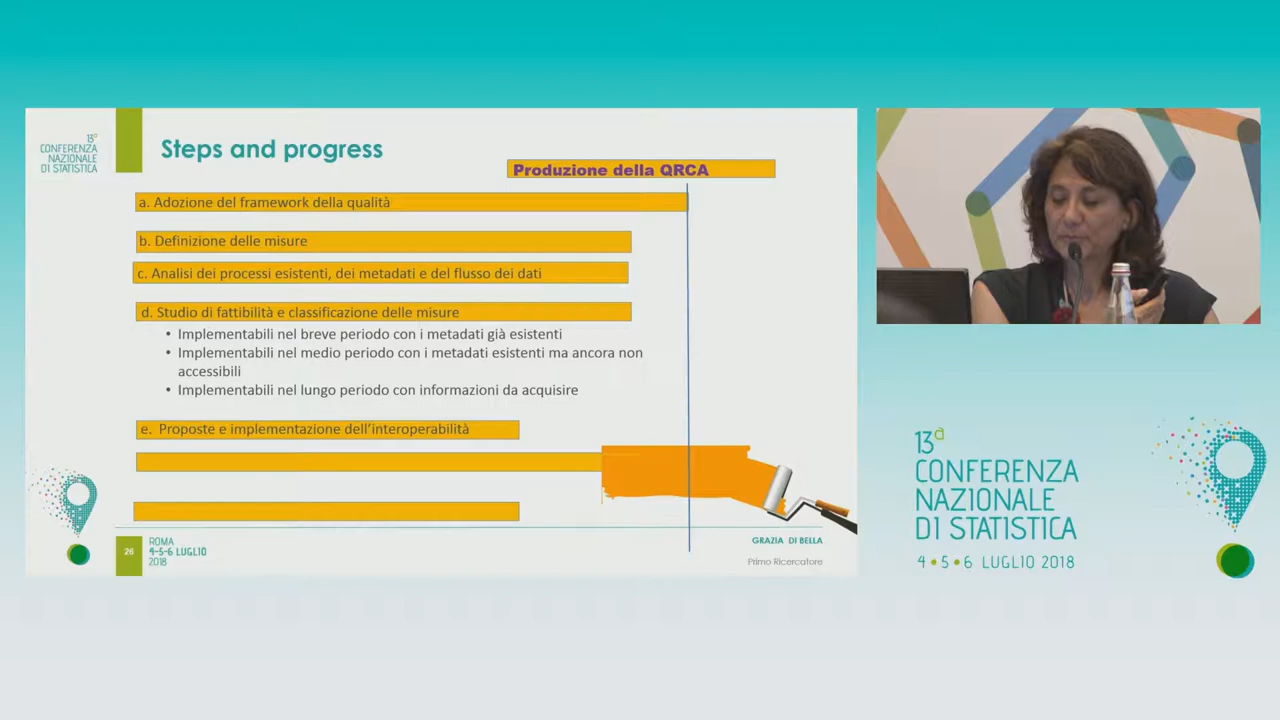 13a
CONFERENZA
NAZIONALE
DI STATISTICA
Steps and progress
Produzione della QRCA
a. Adozione del framework della qualità
b. Definizione delle misure
c. Analisi dei processi esistenti, dei metadati e del flusso dei dati
d. Studio di fattibilità e classificazione delle misure
• Implementabili nel breve periodo con i metadati già esistenti
• Implementabili nel medio periodo con i metadati esistenti ma ancora non
accessibili
• Implementabili nel lungo periodo con informazioni da acquisire
e. Proposte e implementazione dell'interoperabilità
26
ROMA
4-5-6 LUGLIO
2018
GRAZIA DI BELLA
Primo Ricercatore
13a
CONFERENZA
NAZIONALE
DI STATISTICA
4 • 5 • 6 LUGLIO 2018